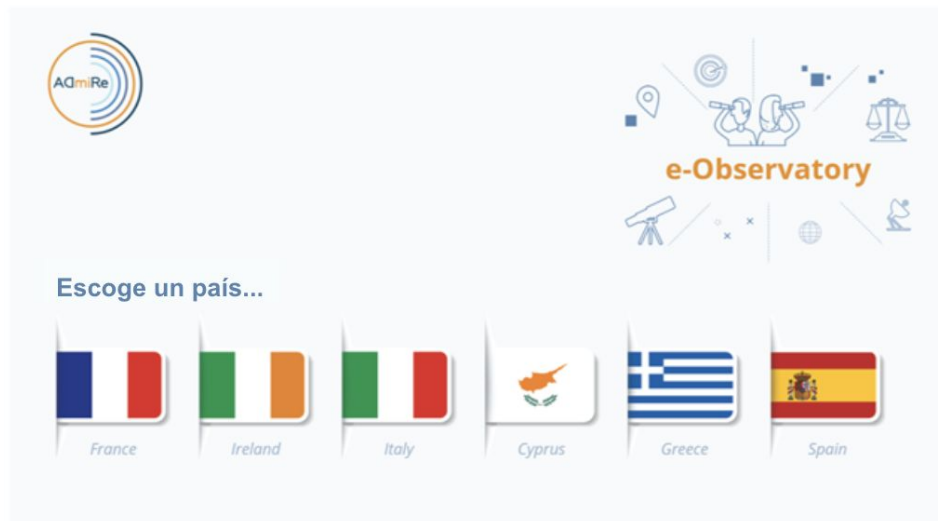 ADmiRe
e-Observatory
Escoge un país...
France
Ireland
Italy
Cyprus
Greece
Spain